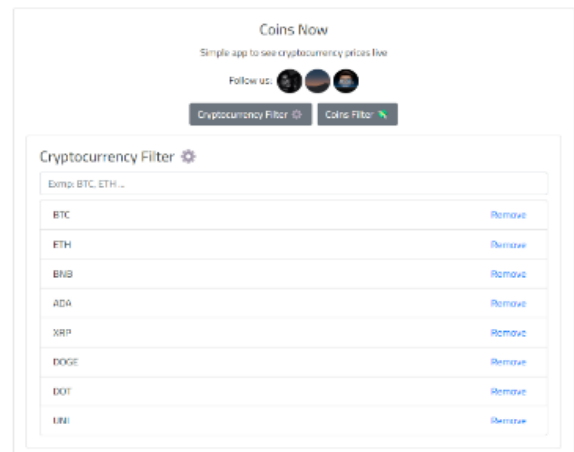 Coins Now
Simple app to see cryptocurrency prices live
Follow us:
Cryptocurrency Filter Coins Filter
Cryptocurrency Filter
Exmp: BTC, ETH ...
BTC Remove
ETH Remove
BNB Remove
ADA Remove
XRP Remove
DOGE Remove
DOT Remove
UNI Remove